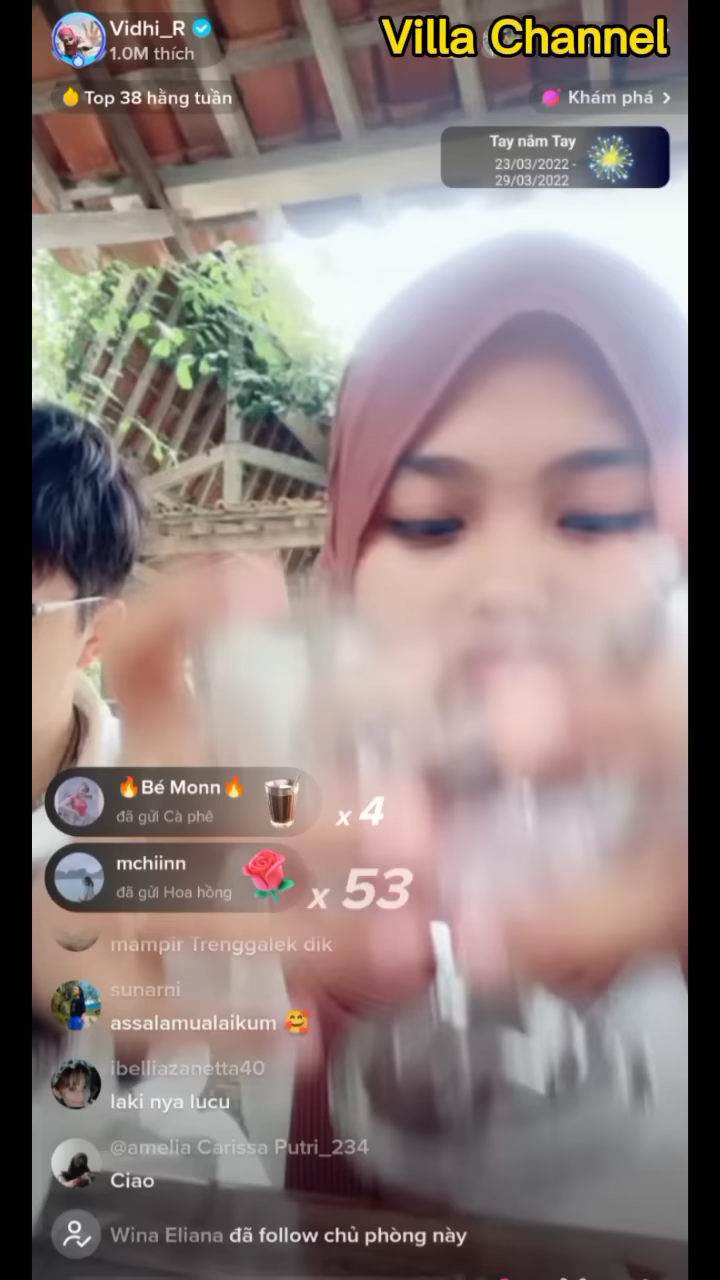 Vidhi_R
Villa Channel
1.0M thích
Top 38 hằng tuần
Khám phá
Tay nắm Tay
23/03/2022 -
29/03/2022
🔥Bé Monn🔥
đã gửi Cà phê
x 4
mchiinn
đã gửi Hoa hồng
x 53
mampir Trenggalek dik
sunarni
assalamualaikum 🥰
ibelliazanetta40
laki nya lucu
@amelia Carissa Putri_234
Ciao
Wina Eliana đã follow chủ phòng này